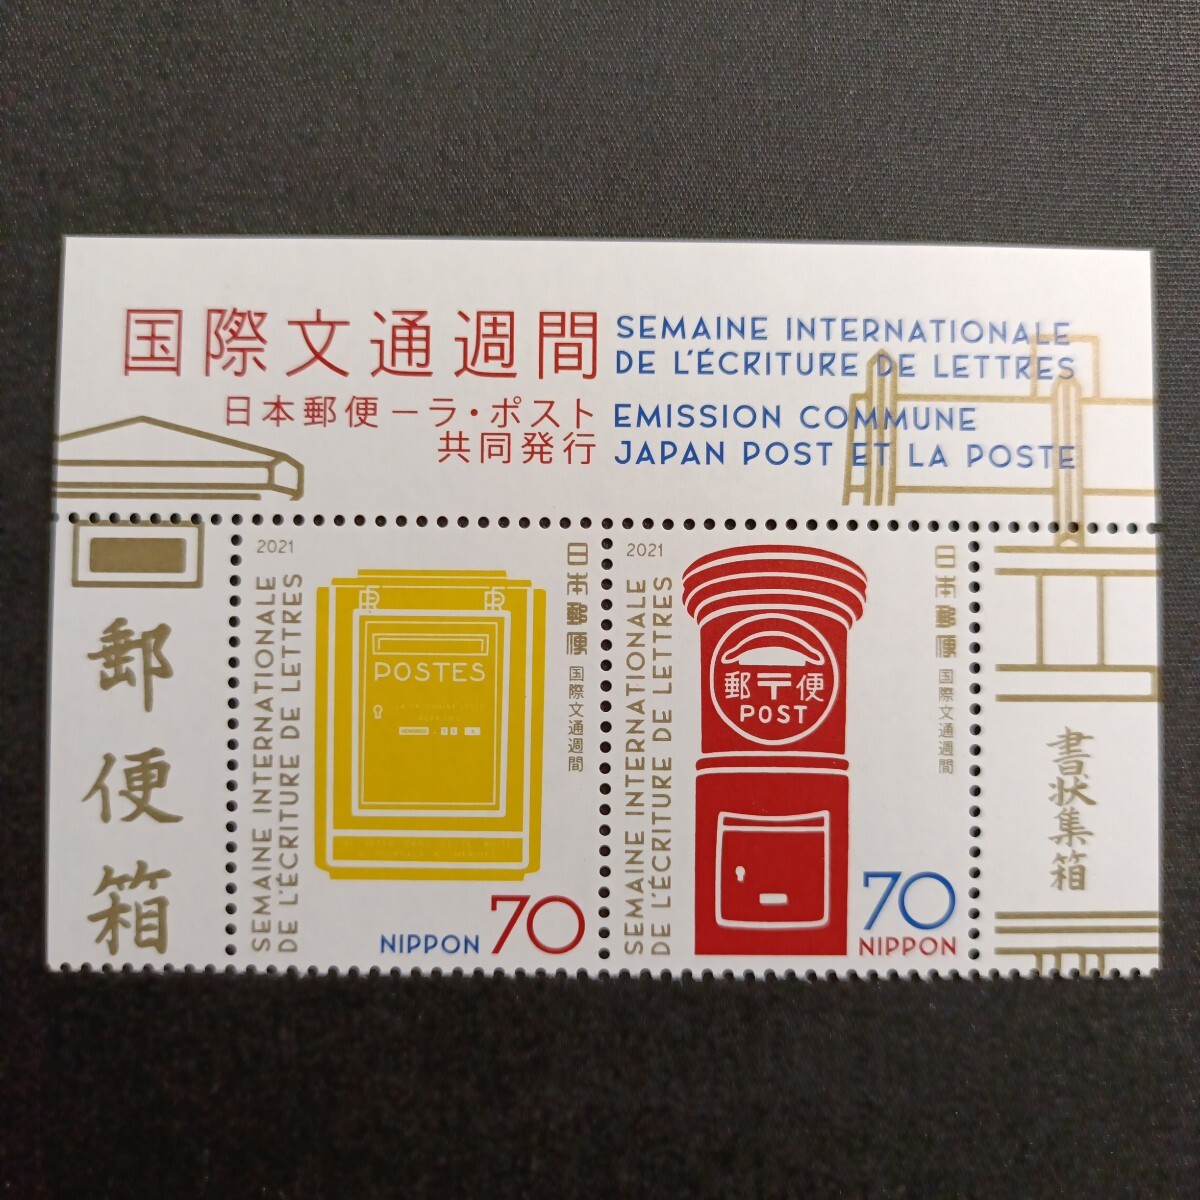 国際文通週間
日本郵便ーラ・ポスト
共同発行
SEMAINE INTERNATIONALE
DE L'ÉCRITURE DE LETTRES
EMISSION COMMUNE
JAPAN POST ET LA POSTE
郵便箱
2021
SEMAINE INTERNATIONALE
DE L'ÉCRITURE DE LETTRES
POSTES
日本郵便 国際文通週間
NIPPON 70
2021
SEMAINE INTERNATIONALE
DE L'ÉCRITURE DE LETTRES
郵〒便
POST
日本郵便 国際文通週間
70
NIPPON
書状集箱